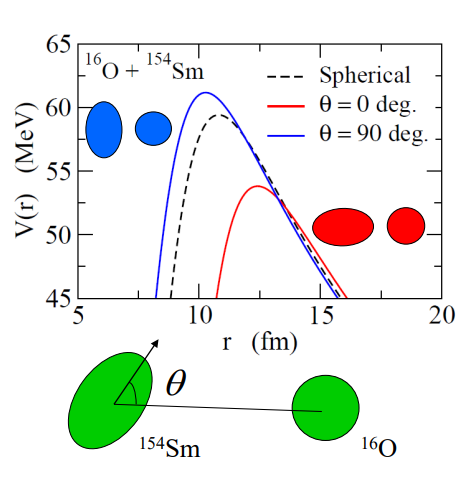 65
60
55
50
45
V(r) (MeV)
¹⁶O + ¹⁵⁴Sm
Spherical
θ = 0 deg.
θ = 90 deg.
5 10 15 20
r (fm)
θ
¹⁵⁴Sm
¹⁶O